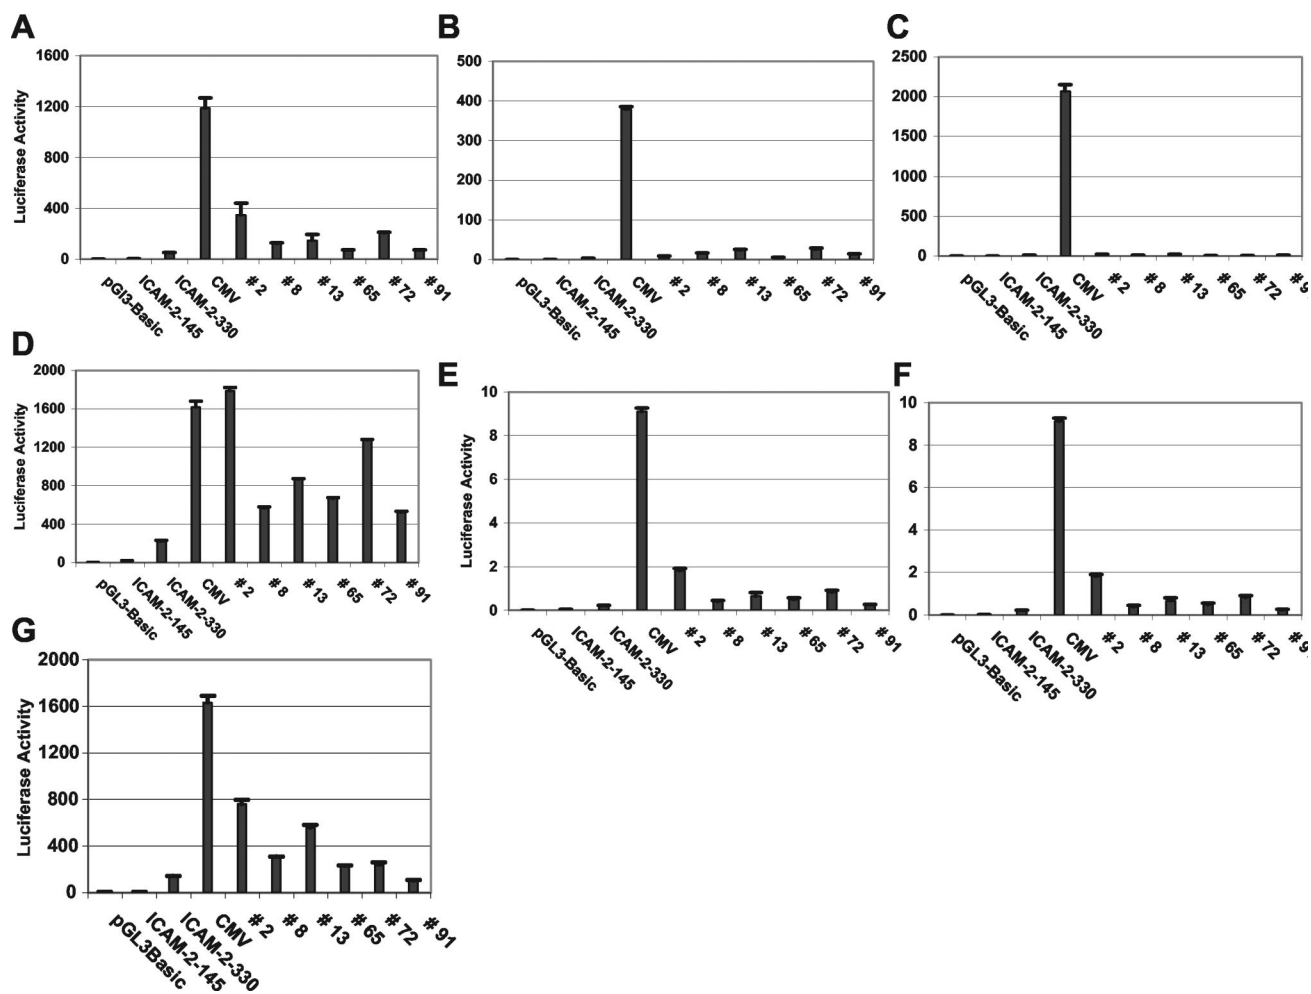 A
Luciferase Activity
1600
1200
800
400
0
pGl3-Basic
ICAM-2-145
ICAM-2-330
CMV
#2
#8
#13
#65
#72
#91
B
500
400
300
200
100
0
pGL3-Basic
ICAM-2-145
ICAM-2-330
CMV
#2
#8
#13
#65
#72
#91
C
2500
2000
1500
1000
500
0
pGL3-Basic
ICAM-2-145
ICAM-2-330
CMV
#2
#8
#13
#65
#72
D
Luciferase Activity
2000
1600
1200
800
400
0
pGL3-Basic
ICAM-2-145
ICAM-2-330
CMV
#2
#8
#13
#65
#72
#91
E
Luciferase Activity
10
8
6
4
2
0
pGL3-Basic
ICAM-2-145
ICAM-2-330
CMV
#2
#8
#13
#65
#72
#91
F
10
8
6
4
2
0
pGL3-Basic
ICAM-2-145
ICAM-2-330
CMV
#2
#8
#13
#65
#72
G
Luciferase Activity
2000
1600
1200
800
400
0
pGL3Basic
ICAM-2-145
ICAM-2-330
CMV
#2
#8
#13
#65
#72
#91